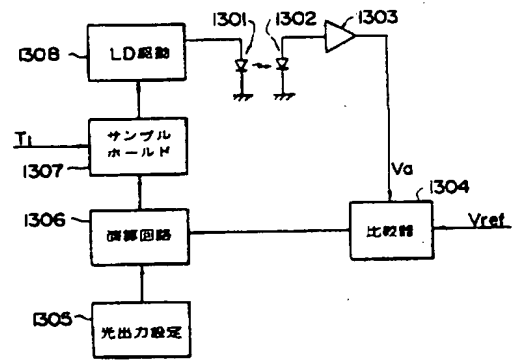 1301
1302
1303
1308
LD駆動
T1
サンプル
ホールド
1307
Va
1304
1306
演算回路
比較器
Vref
1305
光出力設定